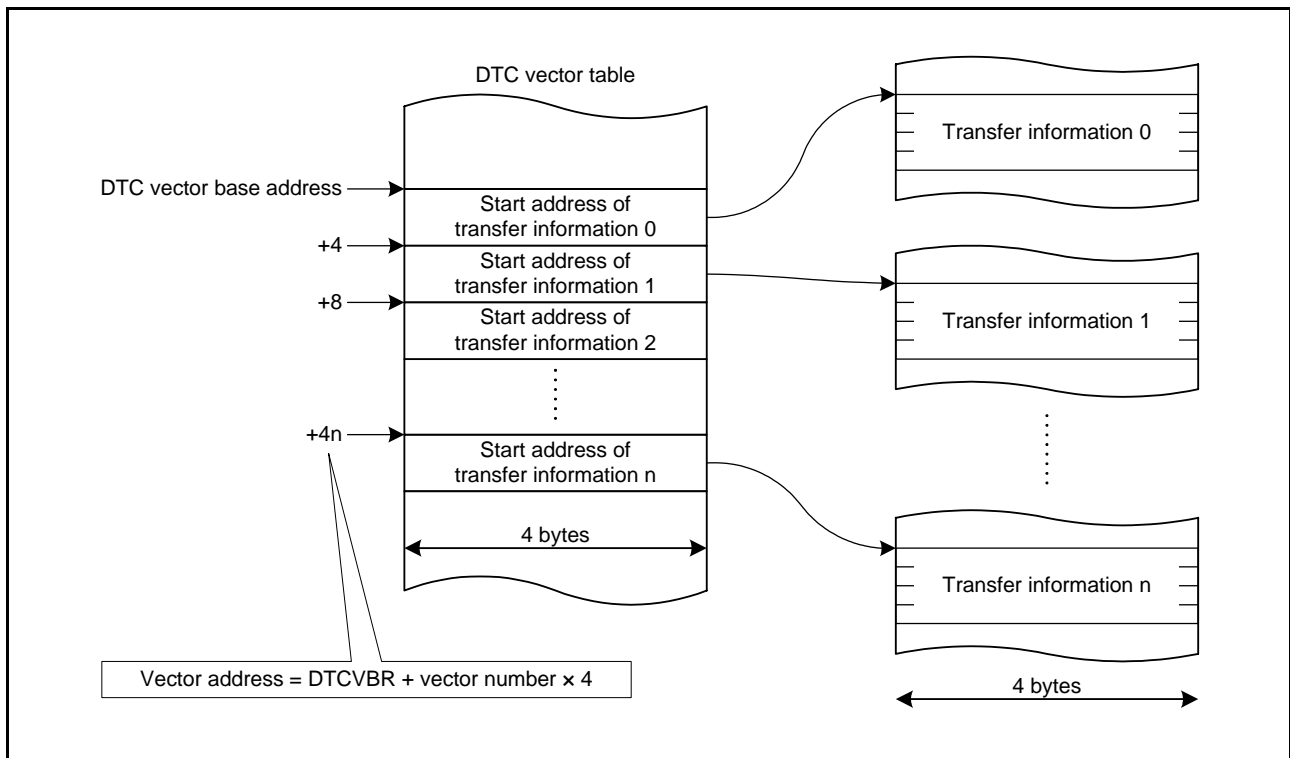 DTC vector table
DTC vector base address
Start address of
transfer information 0
+4
Start address of
transfer information 1
+8
Start address of
transfer information 2
+4n
Start address of
transfer information n
4 bytes
Vector address = DTCVBR + vector number × 4
Transfer information 0
Transfer information 1
Transfer information n
4 bytes